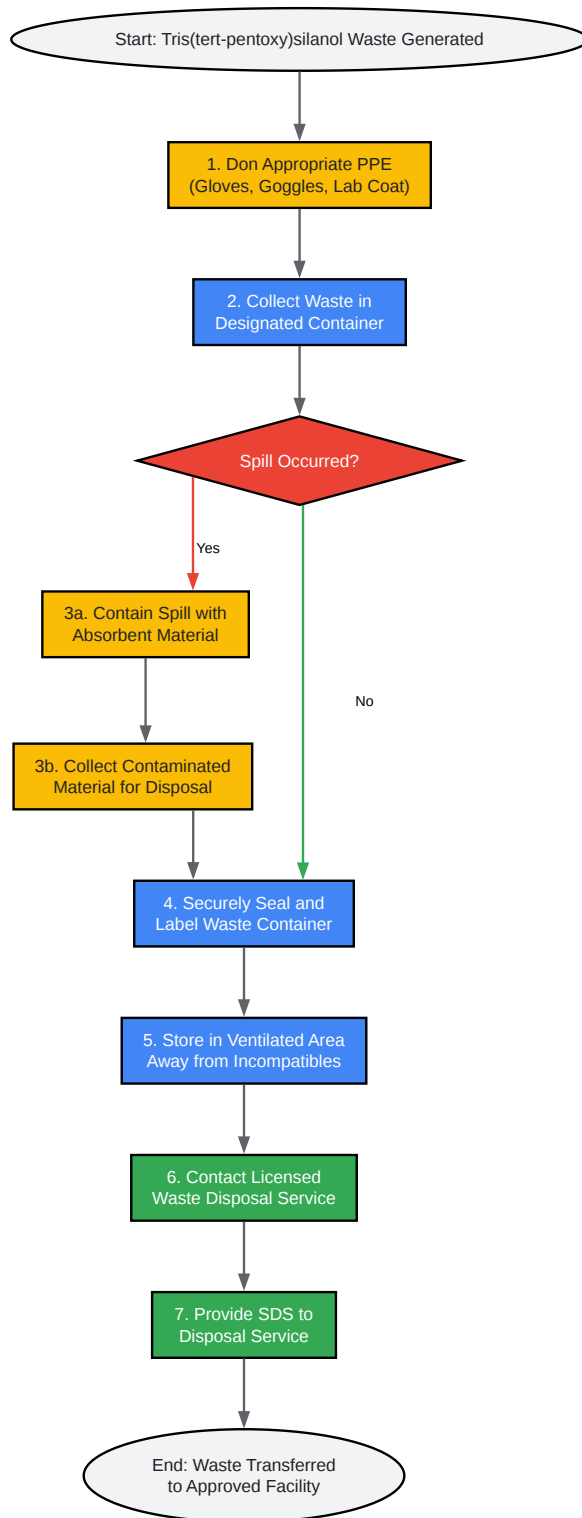 Start: Tris(tert-pentoxy)silanol Waste Generated
1. Don Appropriate PPE
(Gloves, Goggles, Lab Coat)
2. Collect Waste in
Designated Container
Spill Occurred?
Yes
3a. Contain Spill with
Absorbent Material
No
3b. Collect Contaminated
Material for Disposal
4. Securely Seal and
Label Waste Container
5. Store in Ventilated Area
Away from Incompatibles
6. Contact Licensed
Waste Disposal Service
7. Provide SDS to
Disposal Service
End: Waste Transferred
to Approved Facility